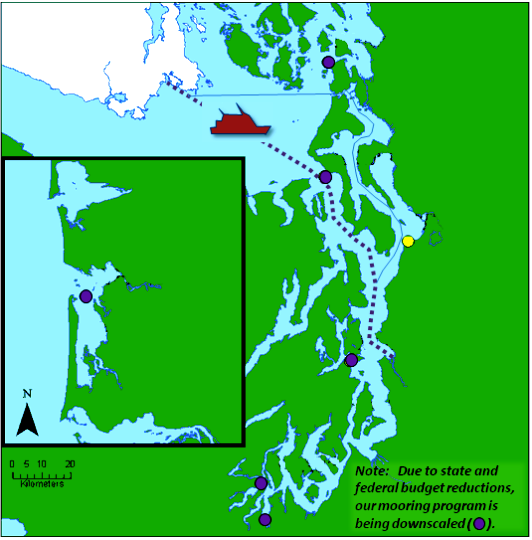 N
0 5 10 20
Kilometers
Note: Due to state and
federal budget reductions,
our mooring program is
being downscaled ( ).